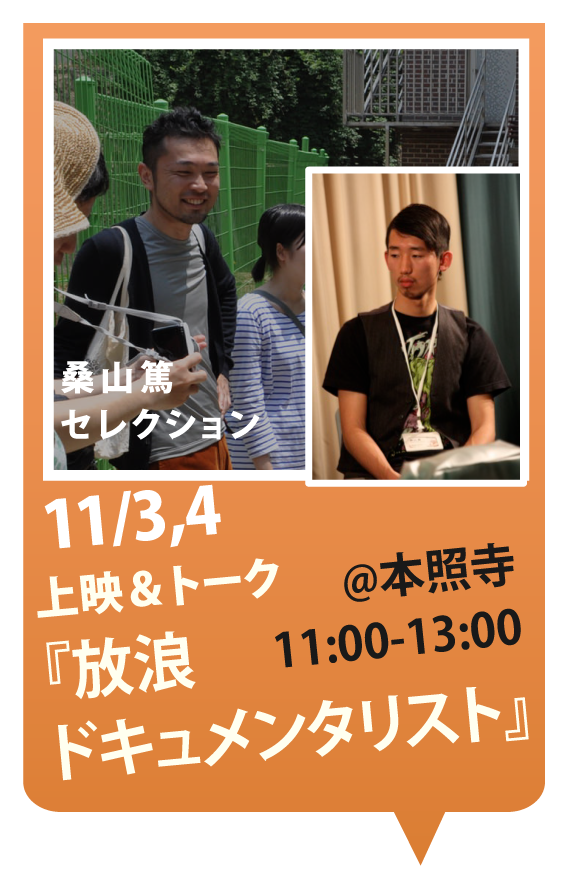 桑山篤
セレクション
11/3,4
上映&トーク
@本照寺
11:00-13:00
『放浪
ドキュメンタリスト』